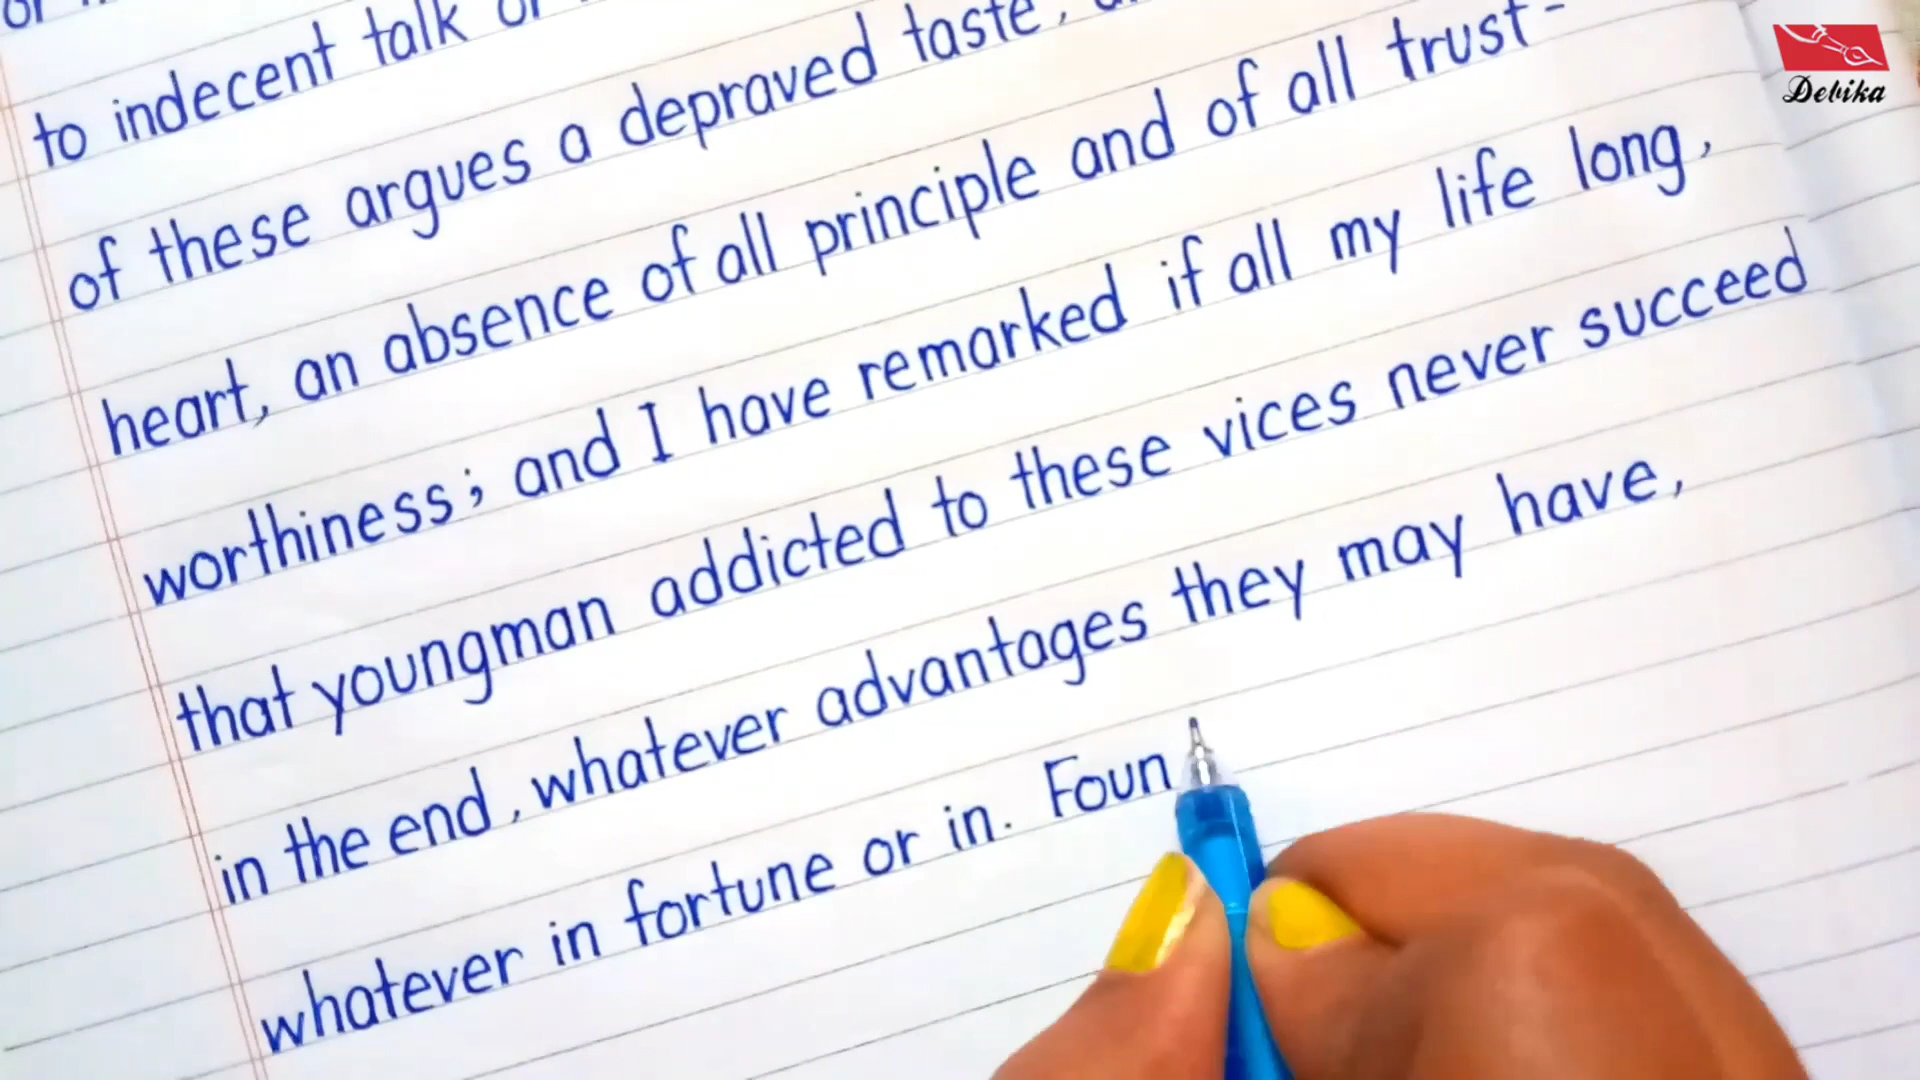 to indecent talk
of these argues a depraved taste,
heart, an absence of all principle and of all trust-
worthiness; and I have remarked if all my life long,
that youngman addicted to these vices never succeed
in the end, whatever advantages they may have,
whatever in fortune or in. Foun
Debika